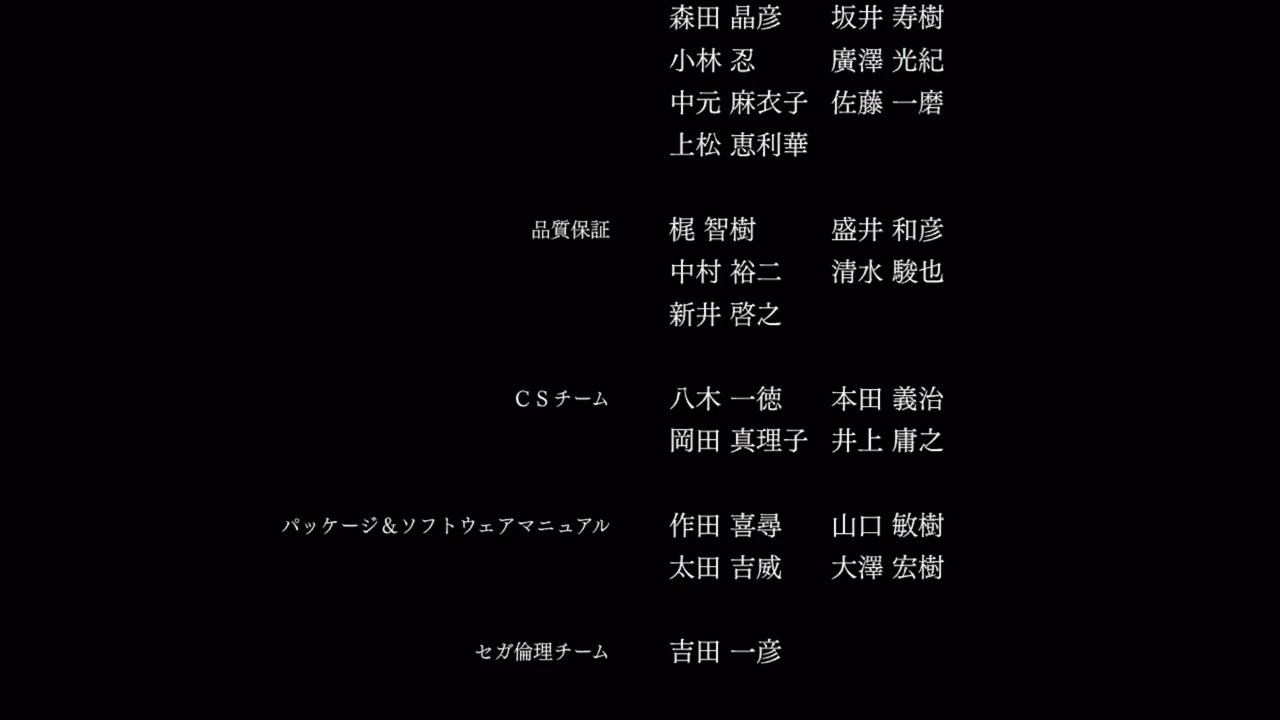 森田 晶彦 坂井 寿樹
小林 忍 廣澤 光紀
中元 麻衣子 佐藤 一磨
上松 恵利華
品質保証 梶 智樹 盛井 和彦
中村 裕二 清水 駿也
新井 啓之
ＣＳチーム 八木 一徳 本田 義治
岡田 真理子 井上 庸之
パッケージ＆ソフトウェアマニュアル 作田 喜尋 山口 敏樹
太田 吉威 大澤 宏樹
セガ倫理チーム 吉田 一彦